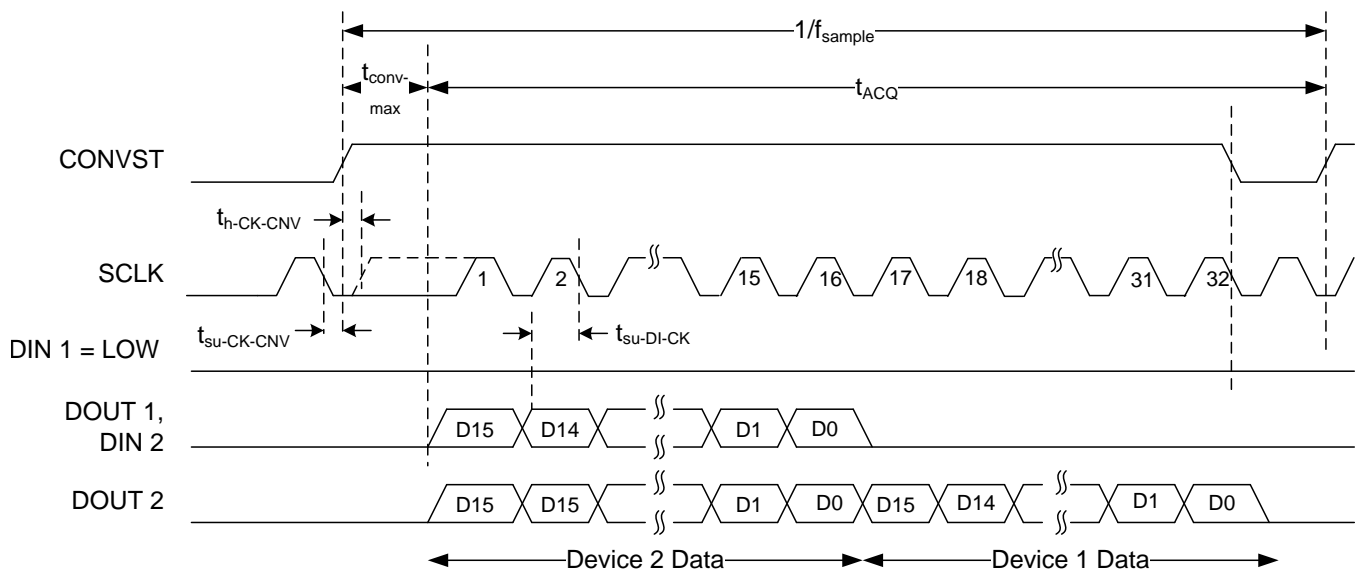 1/fsample
tconv-
max
tACQ
CONVST
th-CK-CNV
SCLK
1 2 15 16 17 18 31 32
tsu-CK-CNV
tsu-DI-CK
DIN 1 = LOW
DOUT 1,
DIN 2
D15 D14 D1 D0
DOUT 2
D15 D15 D1 D0 D15 D14 D1 D0
Device 2 Data
Device 1 Data